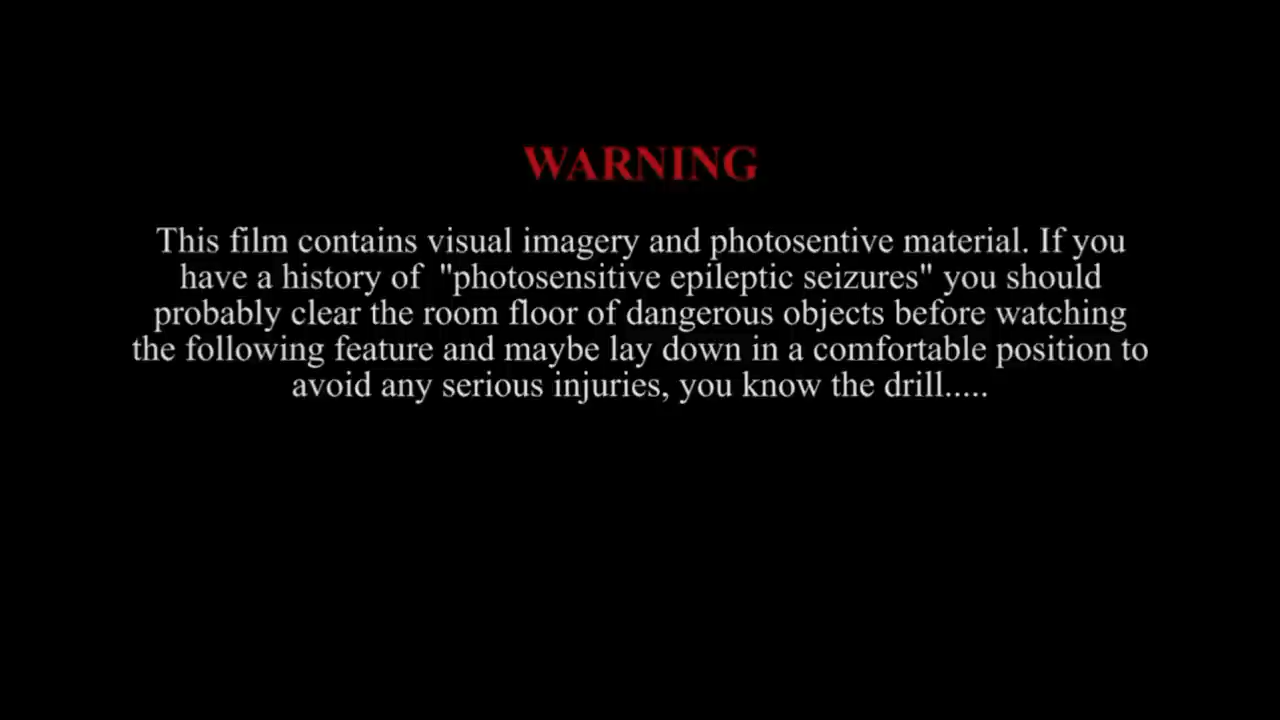 WARNING
This film contains visual imagery and photosentive material. If you
have a history of  "photosensitive epileptic seizures" you should
probably clear the room floor of dangerous objects before watching
the following feature and maybe lay down in a comfortable position to
avoid any serious injuries, you know the drill.....